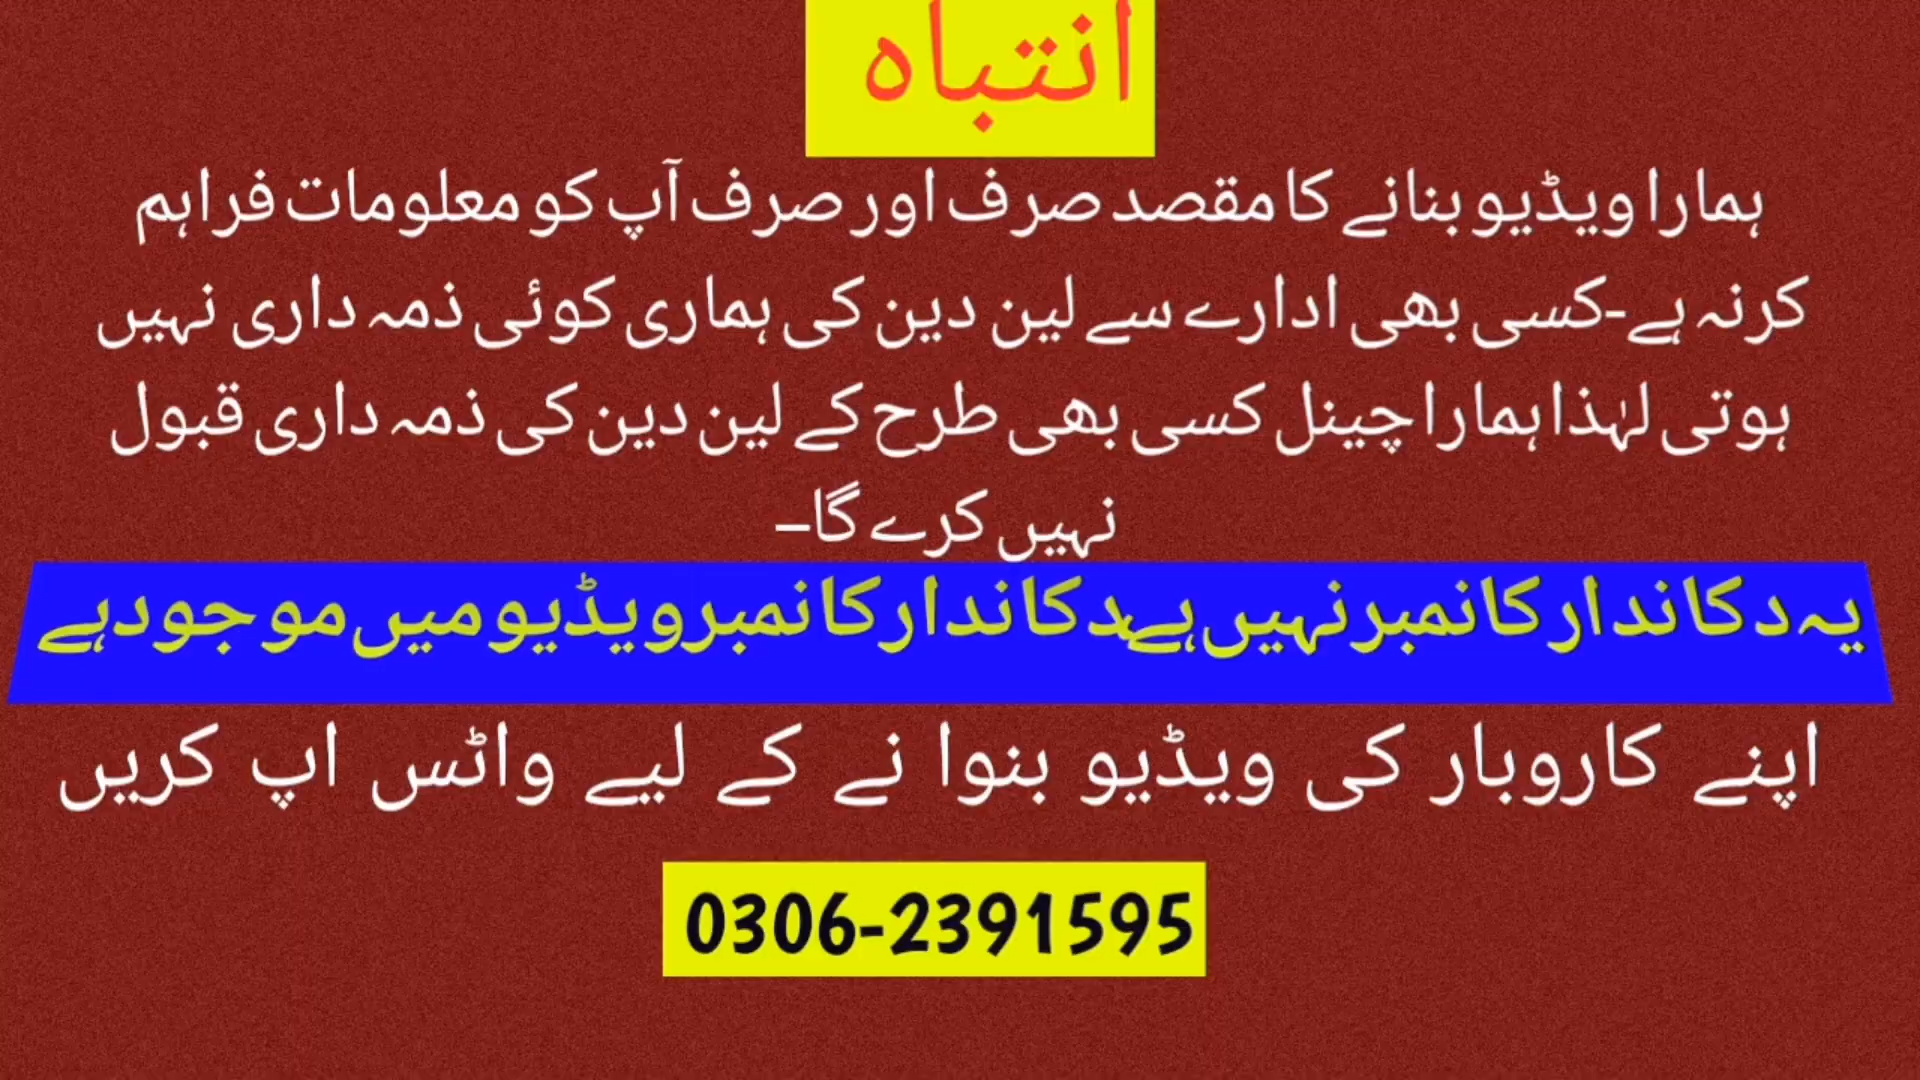 انتباہ
ہمارا ویڈیو بنانے کا مقصد صرف اور صرف آپ کو معلومات فراہم
کرنہ ہے-کسی بھی ادارے سے لین دین کی ہماری کوئی ذمہ داری نہیں
ہوتی لہٰذا ہمارا چینل کسی بھی طرح کے لین دین کی ذمہ داری قبول
نہیں کرے گا–
یہ دکاندار کا نمبر نہیں ہے دکاندار کا نمبر ویڈیو میں موجود ہے
اپنے کاروبار کی ویڈیو بنوا نے کے لیے واٹس اپ کریں
0306-2391595